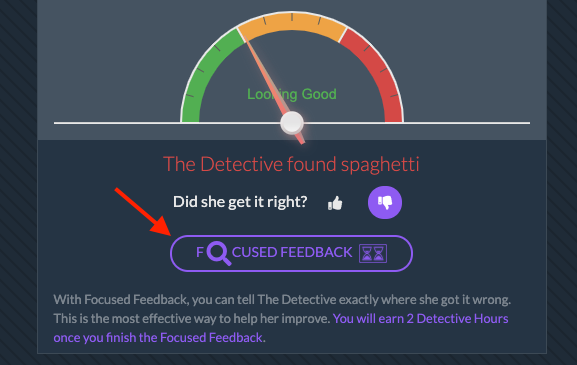 Looking Good
The Detective found spaghetti
Did she get it right?
F🔍CUSED FEEDBACK
With Focused Feedback, you can tell The Detective exactly where she got it wrong.
This is the most effective way to help her improve. You will earn 2 Detective Hours
once you finish the Focused Feedback.